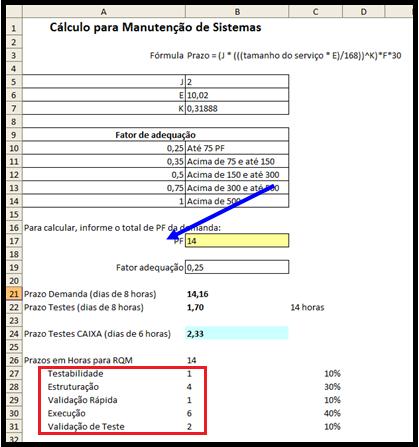 A B C D E
1 Cálculo para Manutenção de Sistemas
2
3 Fórmula Prazo = (J * (((tamanho do serviço * E)/168))^K)*F*30
4
5 J 2
6 E 10,02
7 K 0,31888
8
9 Fator de adequação
10 0,25 Até 75 PF
11 0,35 Acima de 75 e até 150
12 0,5 Acima de 150 e até 300
13 0,75 Acima de 300 e até 500
14 1 Acima de 500
15
16 Para calcular, informe o total de PF da demanda:
17 PF 14
18
19 Fator adequação 0,25
20
21 Prazo Demanda (dias de 8 horas) 14,16
22 Prazo Testes (dias de 8 horas) 1,70 14 horas
23
24 Prazo Testes CAIXA (dias de 6 horas) 2,33
25
26 Prazos em Horas para RQM 14
27 Testabilidade 1 10%
28 Estruturação 4 30%
29 Validação Rápida 1 10%
30 Execução 6 40%
31 Validação de Teste 2 10%
32